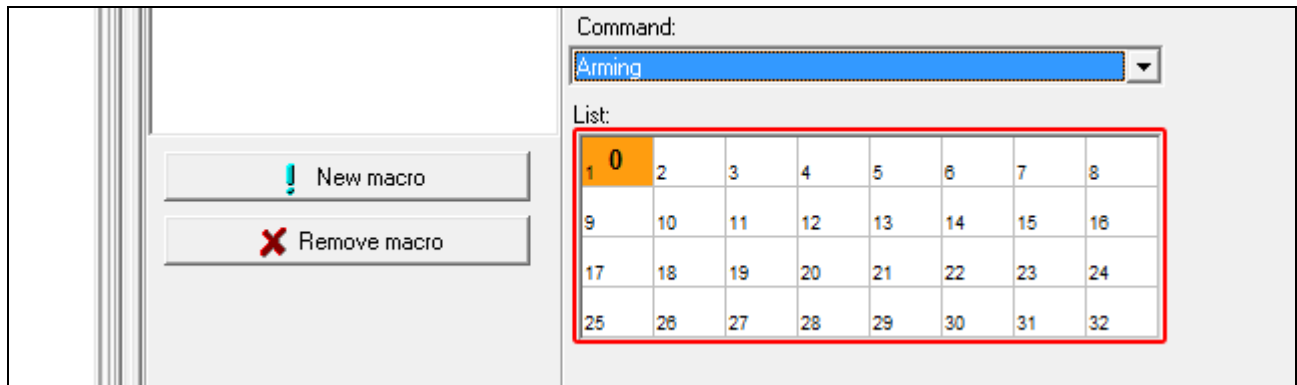 Command:
Arming
List:
1 0 2 3 4 5 6 7 8
9 10 11 12 13 14 15 16
17 18 19 20 21 22 23 24
25 26 27 28 29 30 31 32
New macro
Remove macro